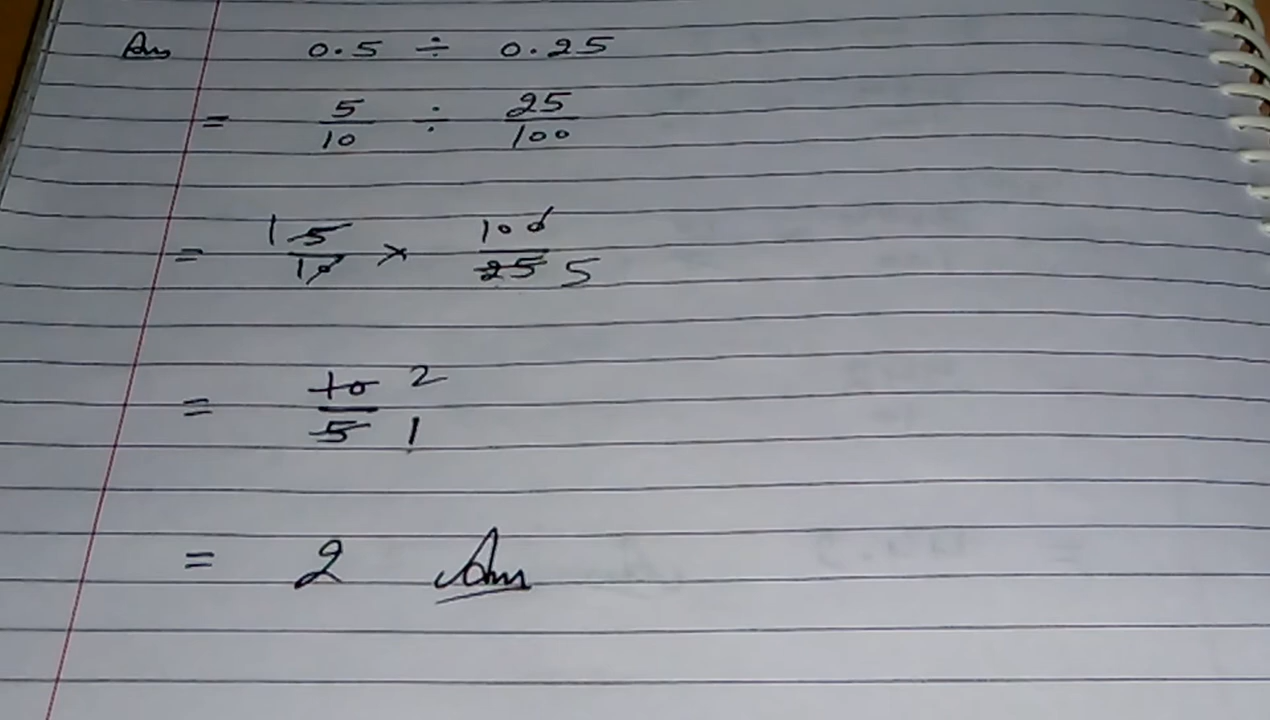 Ans 0.5 ÷ 0.25
= 5/10 ÷ 25/100
= 1 5/10 × 100/25 5
= 10/5 2 1
= 2 Ans